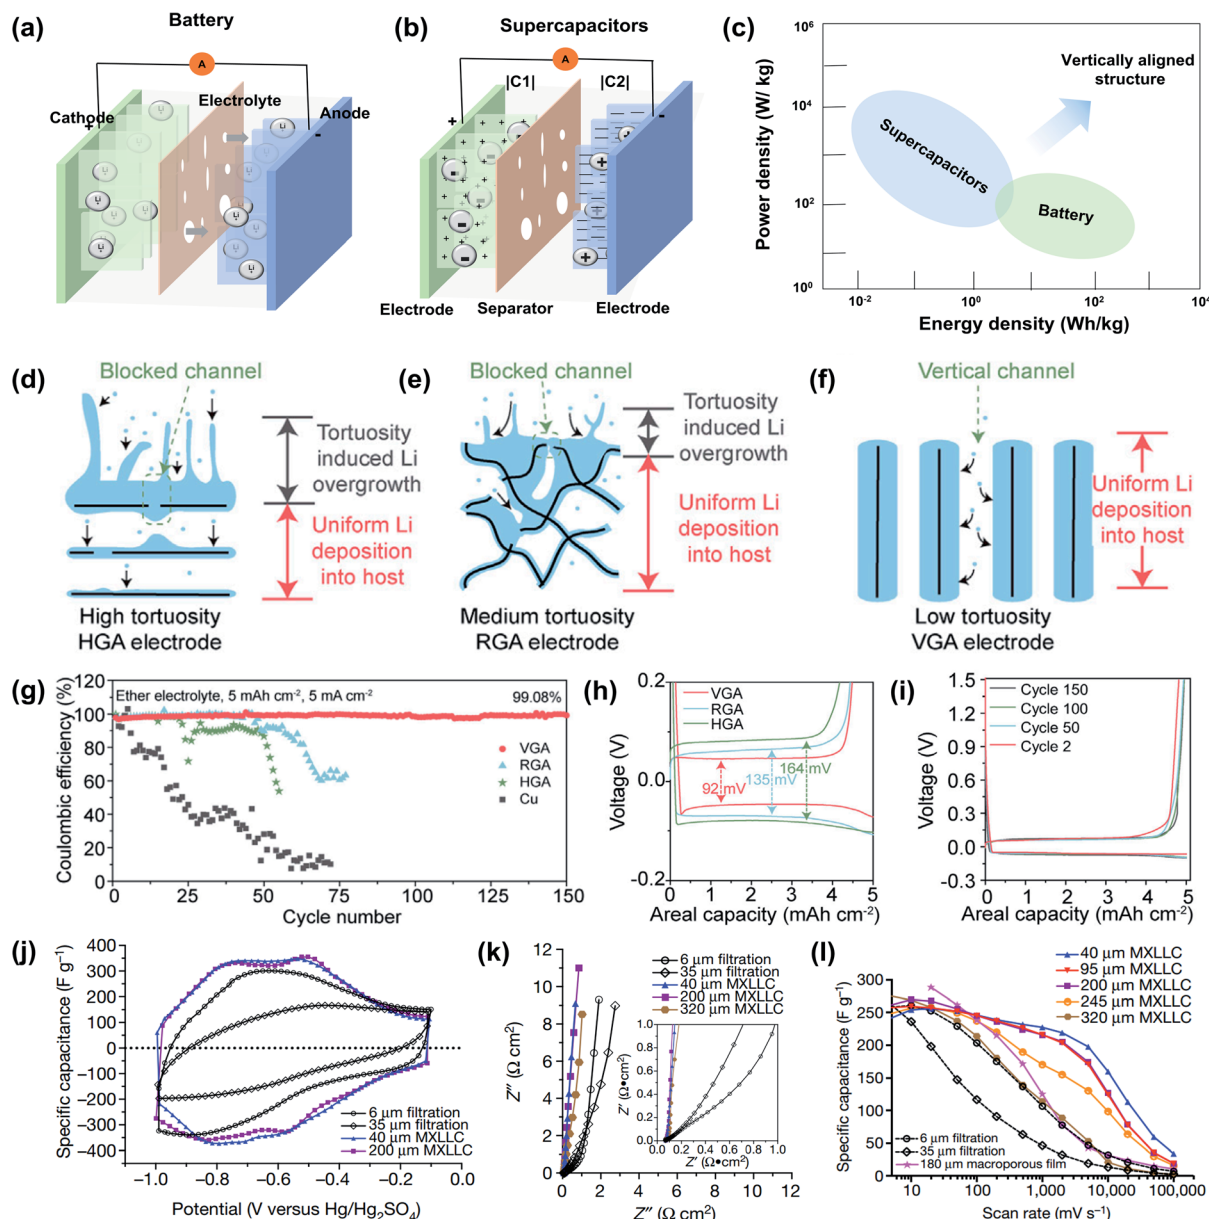 (a)
Battery
A
Cathode
+
Electrolyte
Anode
-
Li
(b)
Supercapacitors
A
|C1|
|C2|
+
-
Electrode
Separator
Electrode
(c)
Power density (W/ kg)
10⁶
10⁴
10²
10⁰
Vertically aligned
structure
Supercapacitors
Battery
10⁻²
10⁰
10²
10⁴
Energy density (Wh/kg)
(d)
Blocked channel
Tortuosity
induced Li
overgrowth
Uniform Li
deposition
into host
High tortuosity
HGA electrode
(e)
Blocked channel
Tortuosity
induced Li
overgrowth
Uniform Li
deposition
into host
Medium tortuosity
RGA electrode
(f)
Vertical channel
Uniform Li
deposition
into host
Low tortuosity
VGA electrode
(g)
Coulombic efficiency (%)
120
100
80
60
40
20
0
Ether electrolyte, 5 mAh cm⁻², 5 mA cm⁻²
99.08%
VGA
RGA
HGA
Cu
0 25 50 75 100 125 150
Cycle number
(h)
Voltage (V)
0.2
0.0
-0.2
VGA
RGA
HGA
92 mV
135 mV
164 mV
0 1 2 3 4 5
Areal capacity (mAh cm⁻²)
(i)
Voltage (V)
1.5
1.2
0.9
0.6
0.3
0.0
-0.3
Cycle 150
Cycle 100
Cycle 50
Cycle 2
0 1 2 3 4 5
Areal capacity (mAh cm⁻²)
(j)
Specific capacitance (F g⁻¹)
400
300
200
100
0
−100
−200
−300
−400
6 μm filtration
35 μm filtration
40 μm MXLLC
200 μm MXLLC
−1.0 −0.8 −0.6 −0.4 −0.2 0.0
Potential (V versus Hg/Hg₂SO₄)
(k)
Z″ (Ω cm²)
12
10
8
6
4
2
0
6 μm filtration
35 μm filtration
40 μm MXLLC
200 μm MXLLC
320 μm MXLLC
Z′ (Ω•cm²)
1.0
0.8
0.6
0.4
0.2
0.0
0.2 0.4 0.6 0.8 1.0
Z′ (Ω•cm²)
0 2 4 6 8 10 12
Z″ (Ω cm²)
(l)
40 μm MXLLC
95 μm MXLLC
200 μm MXLLC
245 μm MXLLC
320 μm MXLLC
Specific capacitance (F g⁻¹)
300
250
200
150
100
50
0
6 μm filtration
35 μm filtration
180 μm macroporous film
10 100 1,000 10,000 100,000
Scan rate (mV s⁻¹)